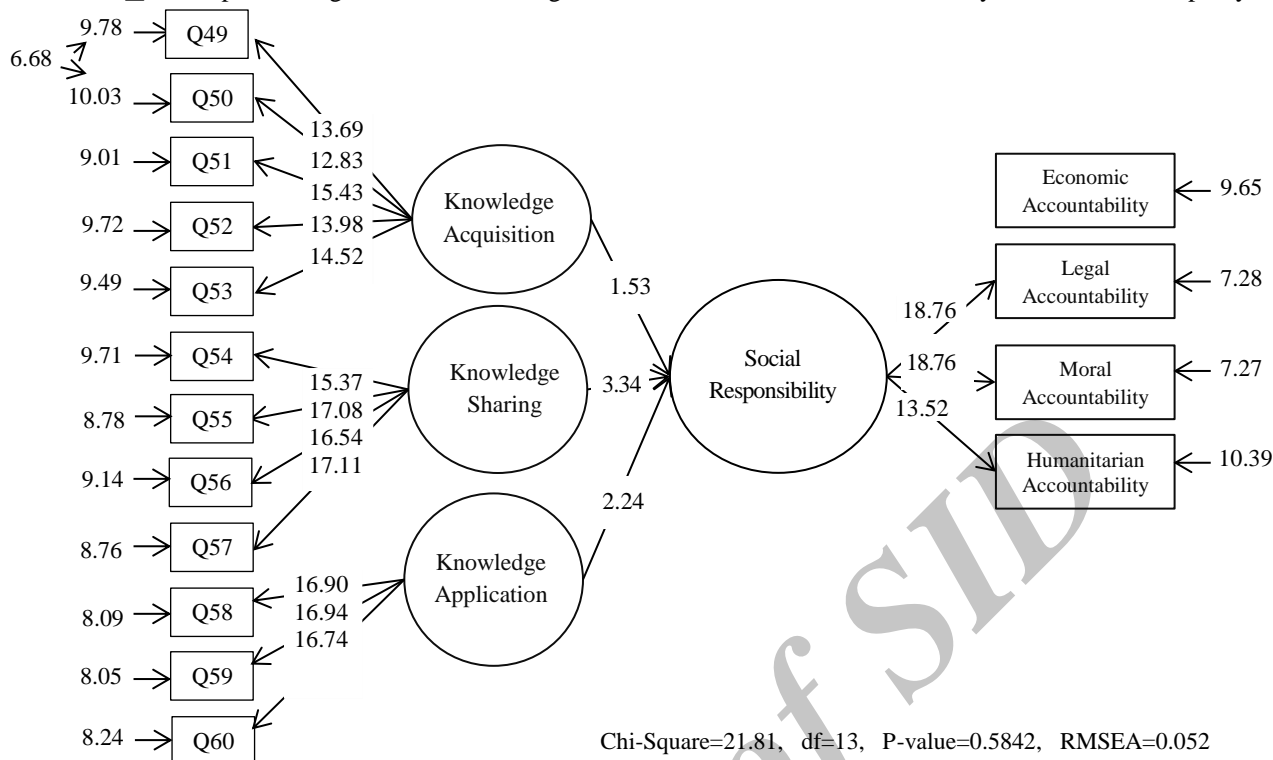 9.78
Q49
6.68
10.03
Q50
9.01
Q51
9.72
Q52
9.49
Q53
9.71
Q54
8.78
Q55
9.14
Q56
8.76
Q57
8.09
Q58
8.05
Q59
8.24
Q60
13.69
12.83
15.43
13.98
14.52
15.37
17.08
16.54
17.11
16.90
16.94
16.74
Knowledge
Acquisition
Knowledge
Sharing
Knowledge
Application
1.53
3.34
2.24
Social
Responsibility
18.76
18.76
13.52
Economic
Accountability
9.65
Legal
Accountability
7.28
Moral
Accountability
7.27
Humanitarian
Accountability
10.39
of SID
Chi-Square=21.81, df=13, P-value=0.5842, RMSEA=0.052